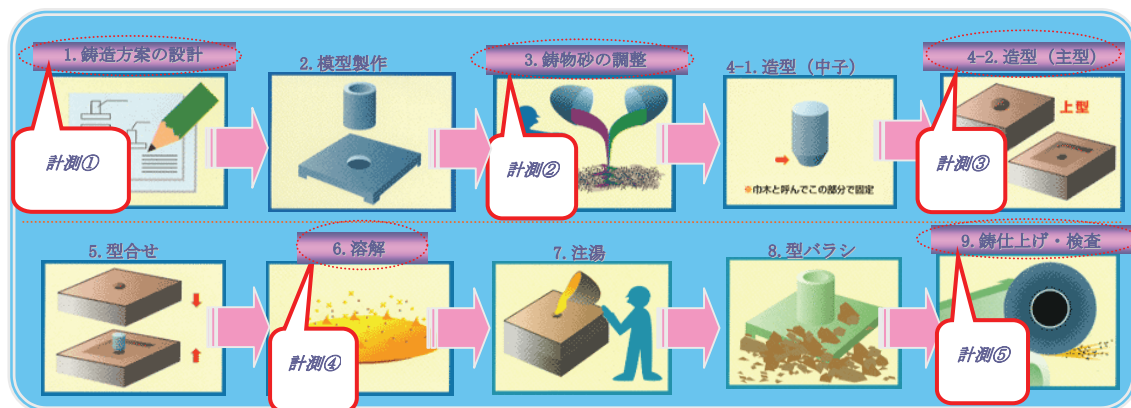 1.鋳造方案の設計
2.模型製作
3.鋳物砂の調整
4-1.造型（中子）
4-2.造型（主型）
計測①
計測②
※巾木と呼んでこの部分で固定
上型
計測③
5.型合せ
6.溶解
7.注湯
8.型バラシ
9.鋳仕上げ・検査
計測④
計測⑤